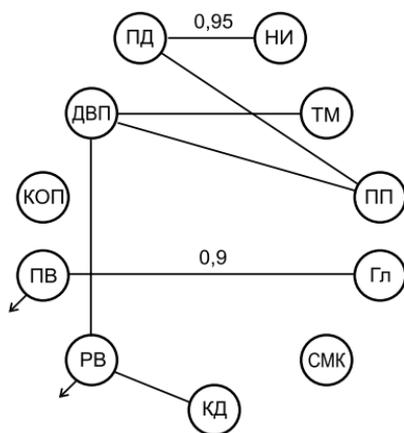 0,95
ПД НИ
ДВП ТМ
КОП ПП
0,9
ПВ Гл
РВ СМК
КД